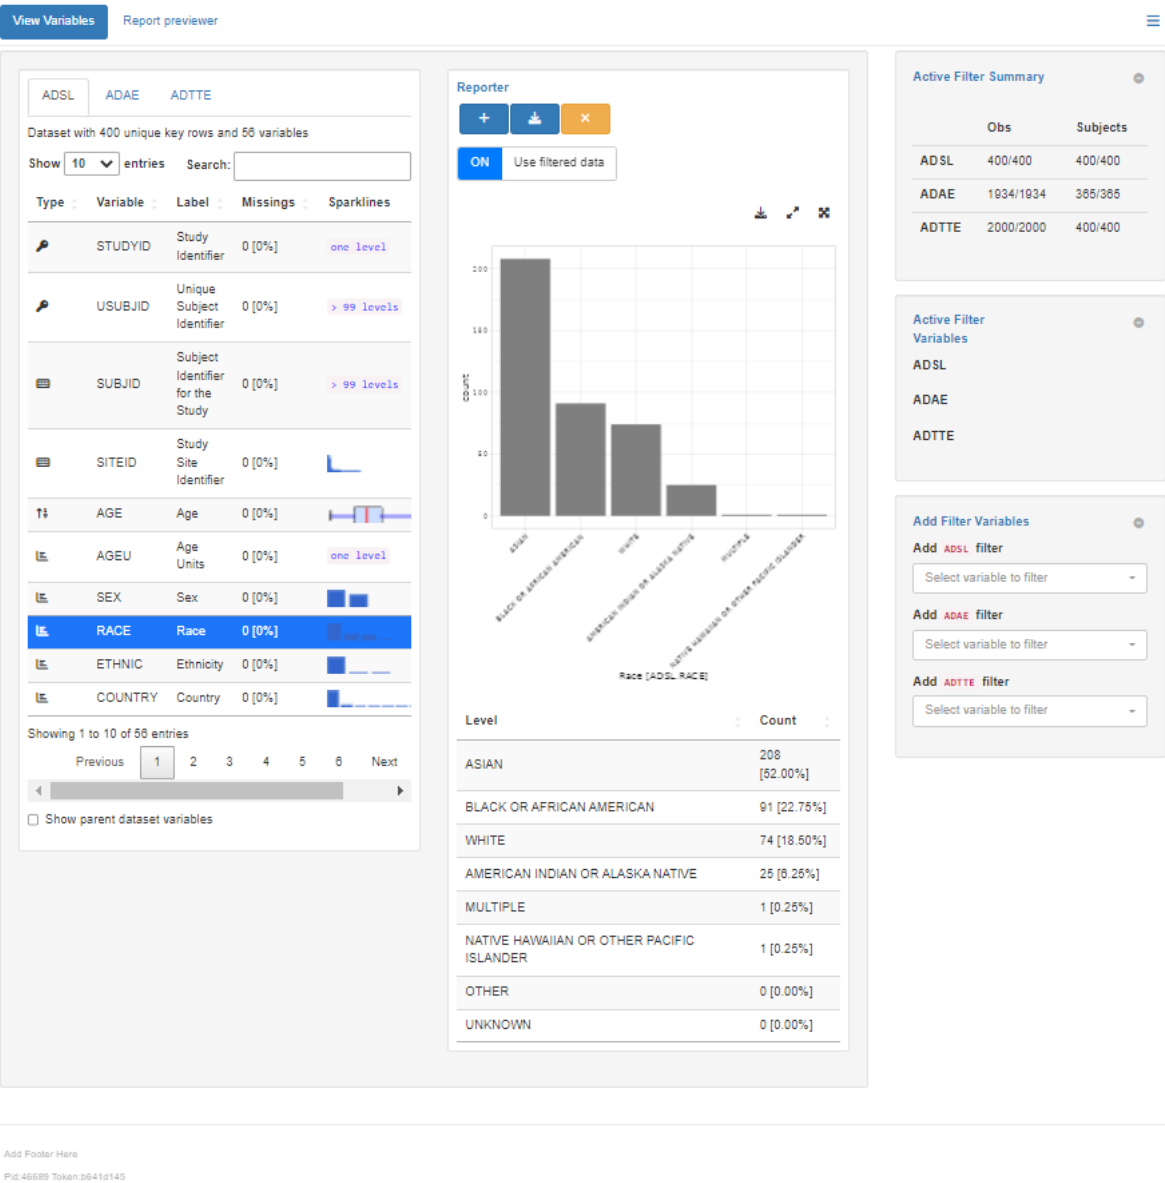 View Variables Report previewer
ADSL ADAE ADTTE
Dataset with 400 unique key rows and 56 variables
Show 10 entries Search:
Type Variable Label Missings Sparklines
STUDYID Study Identifier 0 [0%] one level
USUBJID Unique Subject Identifier 0 [0%] > 99 levels
SUBJID Subject Identifier for the Study 0 [0%] > 99 levels
SITEID Study Site Identifier 0 [0%]
AGE Age 0 [0%]
AGEU Age Units 0 [0%] one level
SEX Sex 0 [0%]
RACE Race 0 [0%]
ETHNIC Ethnicity 0 [0%]
COUNTRY Country 0 [0%]
Showing 1 to 10 of 56 entries
Previous 1 2 3 4 5 6 Next
Show parent dataset variables
Reporter
+ ×
ON Use filtered data
200
150
100
50
0
count
ASIAN
BLACK OR AFRICAN AMERICAN
WHITE
AMERICAN INDIAN OR ALASKA NATIVE
MULTIPLE
NATIVE HAWAIIAN OR OTHER PACIFIC ISLANDER
Race [ADSL.RACE]
Level Count
ASIAN 208 [52.00%]
BLACK OR AFRICAN AMERICAN 91 [22.75%]
WHITE 74 [18.50%]
AMERICAN INDIAN OR ALASKA NATIVE 25 [6.25%]
MULTIPLE 1 [0.25%]
NATIVE HAWAIIAN OR OTHER PACIFIC ISLANDER 1 [0.25%]
OTHER 0 [0.00%]
UNKNOWN 0 [0.00%]
Active Filter Summary
Obs Subjects
ADSL 400/400 400/400
ADAE 1934/1934 365/365
ADTTE 2000/2000 400/400
Active Filter
Variables
ADSL
ADAE
ADTTE
Add Filter Variables
Add ADSL filter
Select variable to filter
Add ADAE filter
Select variable to filter
Add ADTTE filter
Select variable to filter
Add Footer Here
Pid:46689 Token:b641d145